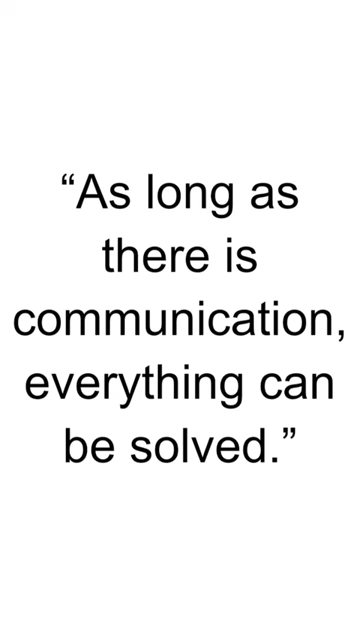 “As long as
there is
communication,
everything can
be solved.”